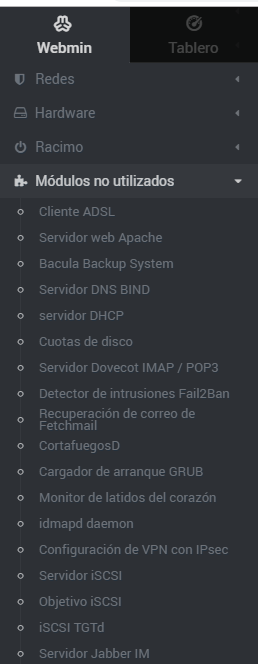 Webmin
Tablero
Redes
Hardware
Racimo
Módulos no utilizados
Cliente ADSL
Servidor web Apache
Bacula Backup System
Servidor DNS BIND
servidor DHCP
Cuotas de disco
Servidor Dovecot IMAP / POP3
Detector de intrusiones Fail2Ban
Recuperación de correo de
Fetchmail
CortafuegosD
Cargador de arranque GRUB
Monitor de latidos del corazón
idmapd daemon
Configuración de VPN con IPsec
Servidor iSCSI
Objetivo iSCSI
iSCSI TGTd
Servidor Jabber IM